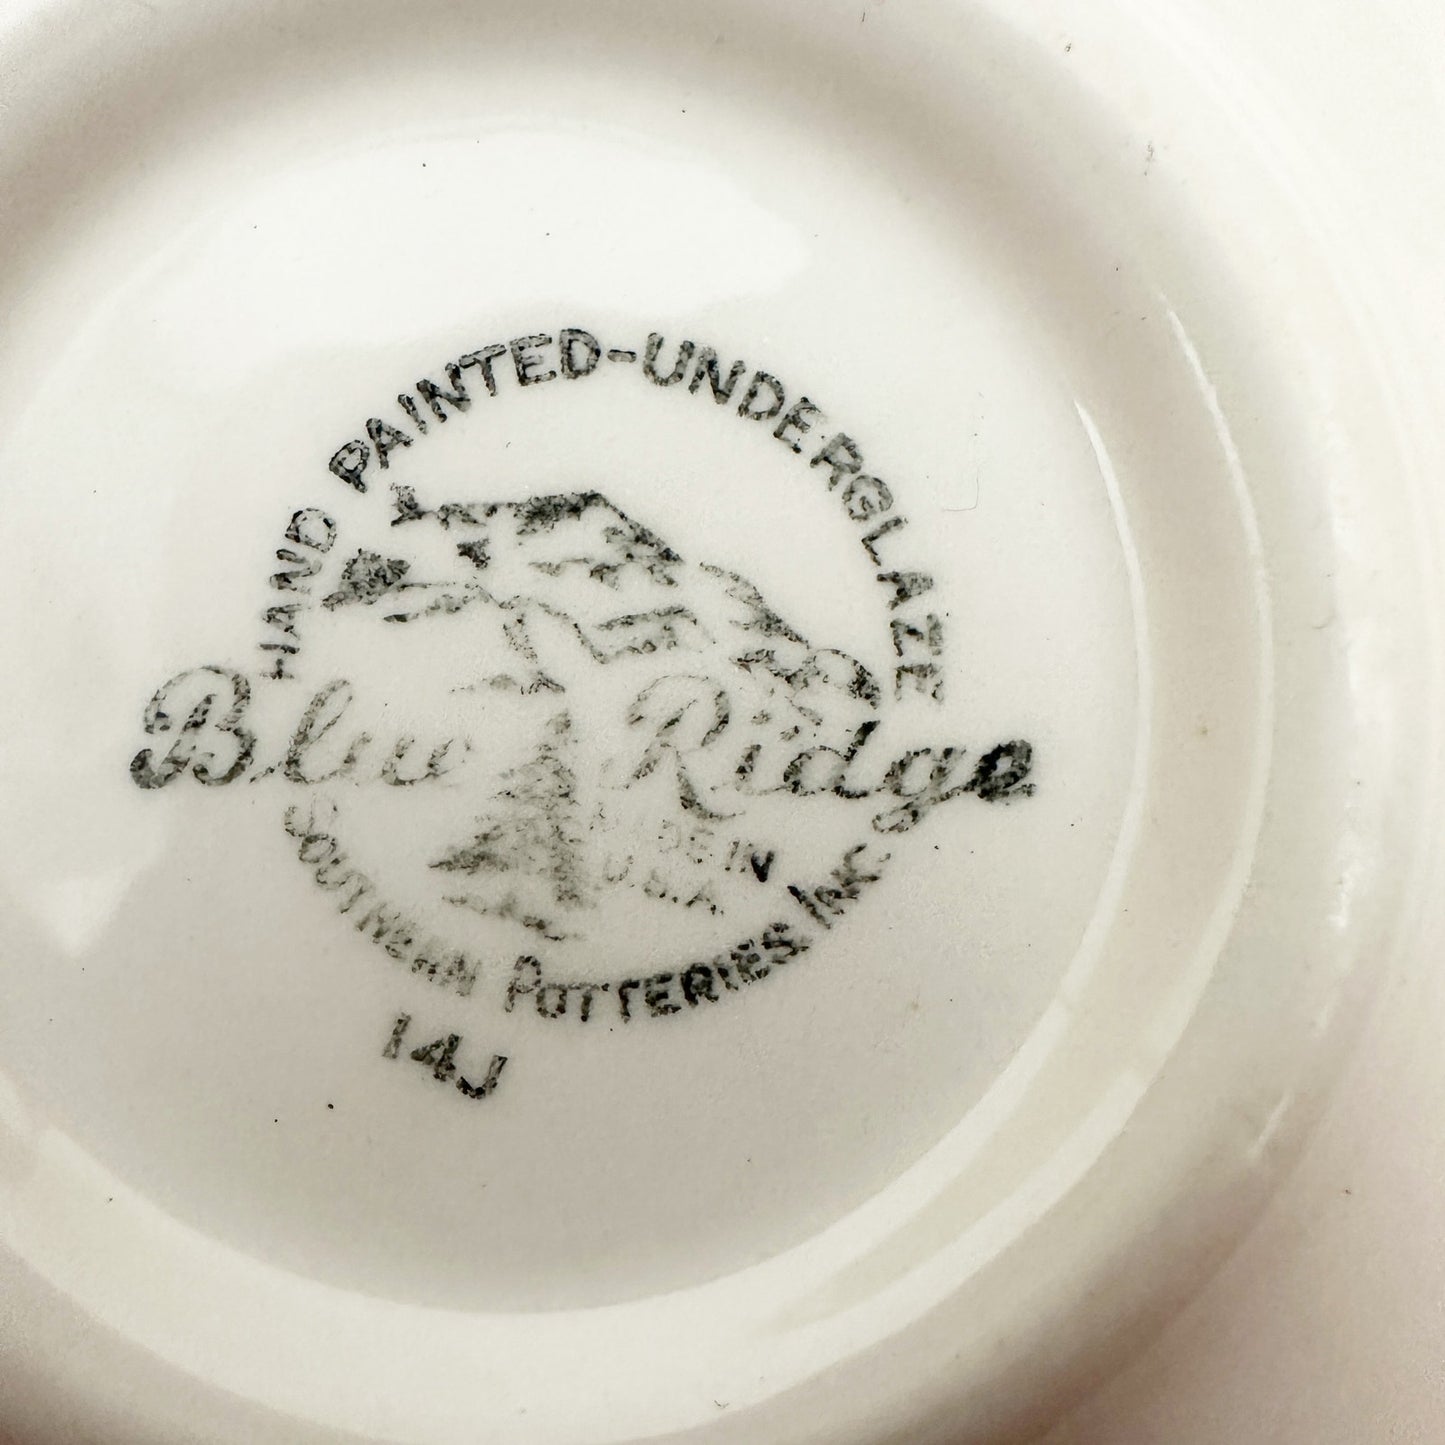 HAND PAINTED-UNDERGLAZE
Blue Ridge
MADE IN
U.S.A.
SOUTHERN POTTERIES INC.
14J